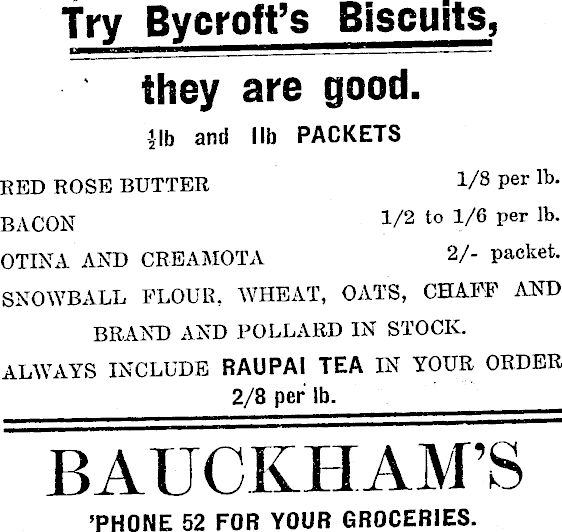 Try Bycroft's Biscuits,
they are good.
½lb and 1lb PACKETS
RED ROSE BUTTER 1/8 per lb.
BACON 1/2 to 1/6 per lb.
OTINA AND CREAMOTA 2/- packet.
SNOWBALL FLOUR, WHEAT, OATS, CHAFF AND
BRAND AND POLLARD IN STOCK.
ALWAYS INCLUDE RAUPAI TEA IN YOUR ORDER
2/8 per lb.
BAUCKHAM'S
'PHONE 52 FOR YOUR GROCERIES.